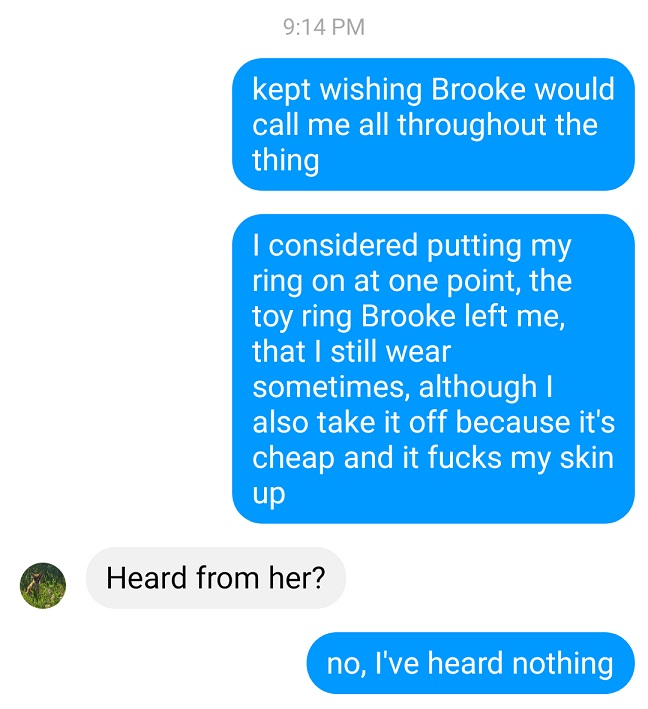 9:14 PM
kept wishing Brooke would
call me all throughout the
thing
I considered putting my
ring on at one point, the
toy ring Brooke left me,
that I still wear
sometimes, although I
also take it off because it's
cheap and it fucks my skin
up
Heard from her?
no, I've heard nothing